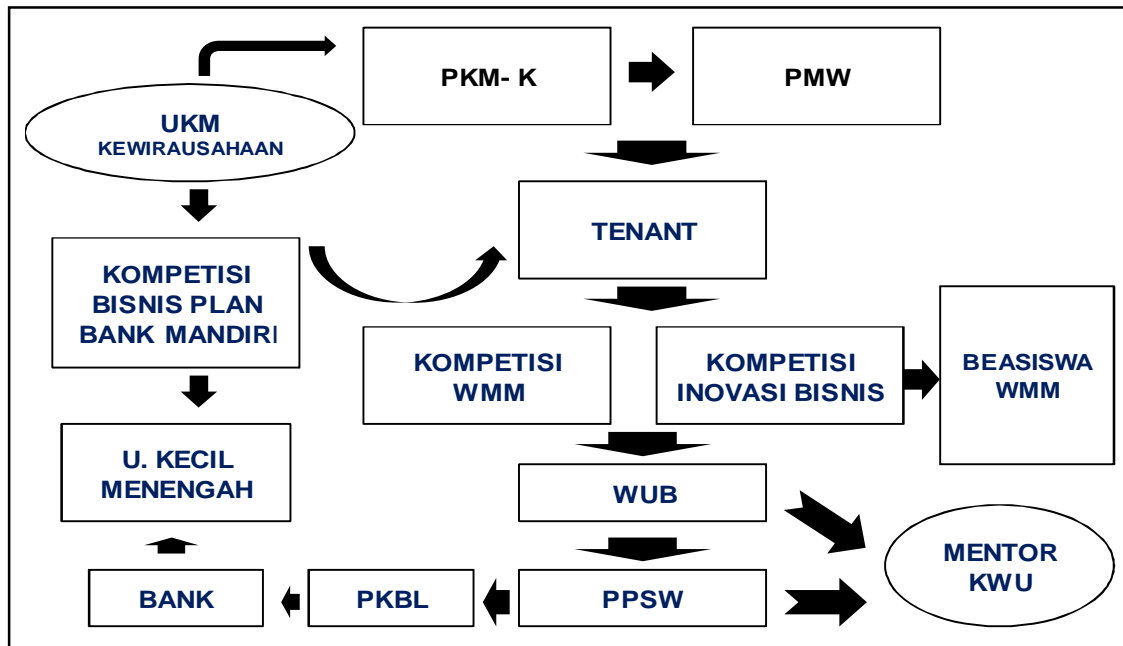 PKM- K
PMW
UKM
KEWIRAUSAHAAN
TENANT
KOMPETISI
BISNIS PLAN
BANK MANDIRI
KOMPETISI
WMM
KOMPETISI
INOVASI BISNIS
BEASISWA
WMM
U. KECIL
MENENGAH
WUB
MENTOR
KWU
BANK
PKBL
PPSW